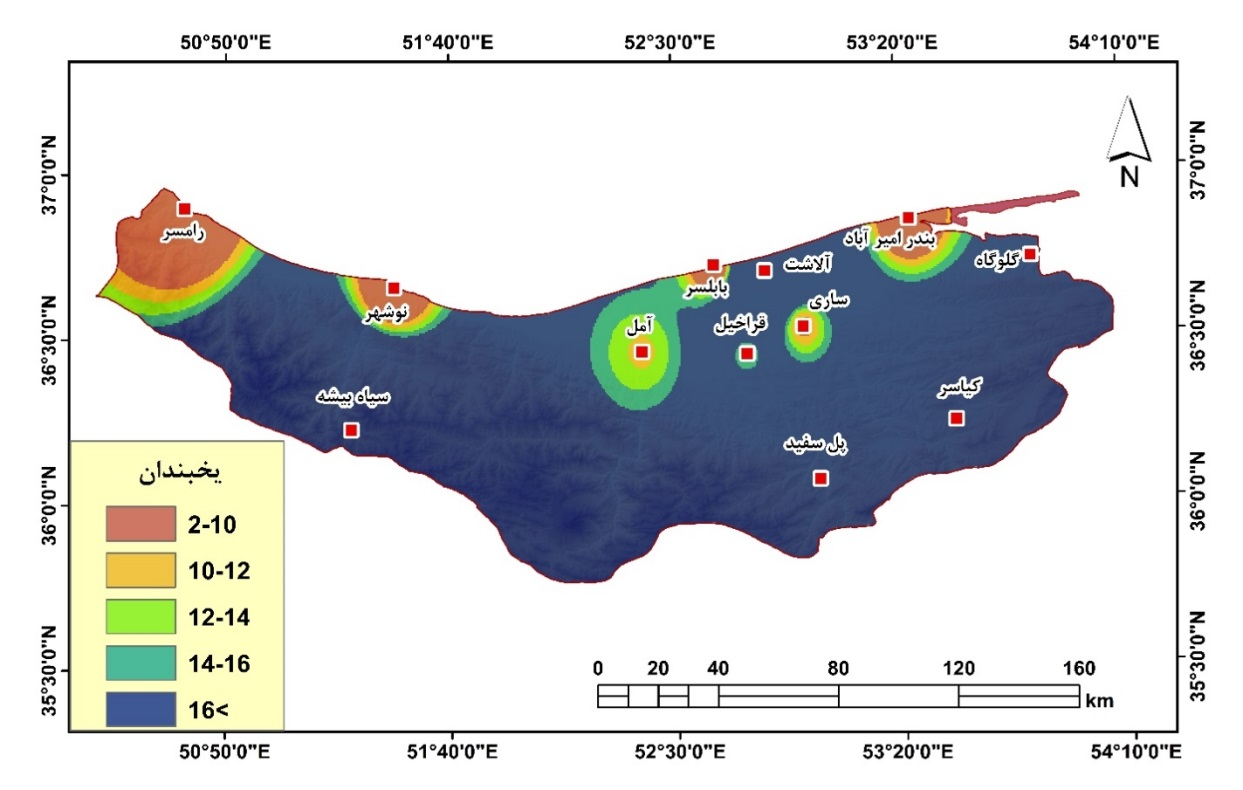 50°50'0"E 51°40'0"E 52°30'0"E 53°20'0"E 54°10'0"E
37°0'0"N
37°0'0"N
36°30'0"N
36°30'0"N
36°0'0"N
36°0'0"N
35°30'0"N
35°30'0"N
N
رامسر
نوشهر
بندر امیر آباد
گلوگاه
آلاشت
بابلسر
ساری
قراخیل
آمل
کیاسر
سیاه بیشه
پل سفید
یخبندان
2-10
10-12
12-14
14-16
16<
0 20 40 80 120 160
km
50°50'0"E 51°40'0"E 52°30'0"E 53°20'0"E 54°10'0"E